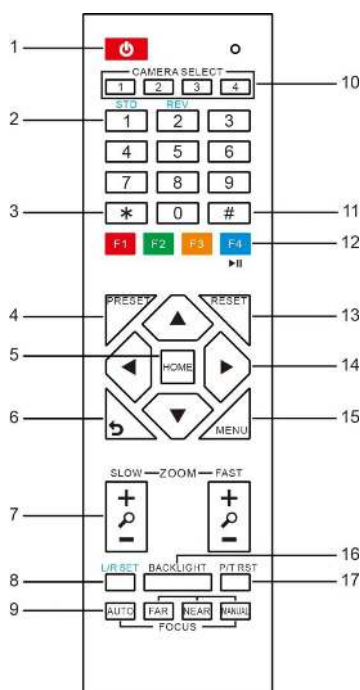 1
CAMERA SELECT
1 2 3 4 10
STD REV
2 1 2 3
4 5 6
7 8 9
3 * 0 # 11
F1 F2 F3 F4 12
4 PRESET RESET 13
5 HOME 14
6 MENU 15
SLOW ZOOM FAST
+ +
7
- -
16
8 L/R SET BACKLIGHT P/T RST 17
9 AUTO FAR NEAR MANUAL
FOCUS